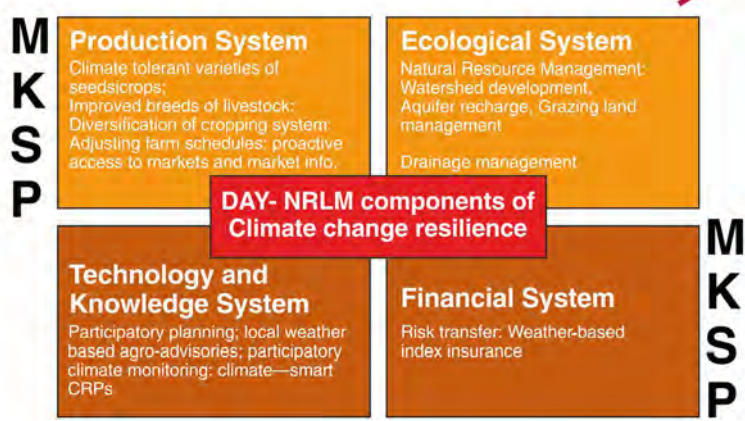 M
K
S
P
Production System
Climate tolerant varieties of
seedsicrops;
Improved breeds of livestock:
Diversification of cropping system
Adjusting farm schedules: proactive
access to markets and market info.
Ecological System
Natural Resource Management:
Watershed development,
Aquifer recharge, Grazing land
management
Drainage management
DAY- NRLM components of
Climate change resilience
Technology and
Knowledge System
Participatory planning; local weather
based agro-advisories; participatory
climate monitoring: climate—smart
CRPs
Financial System
Risk transfer: Weather-based
index insurance
M
K
S
P